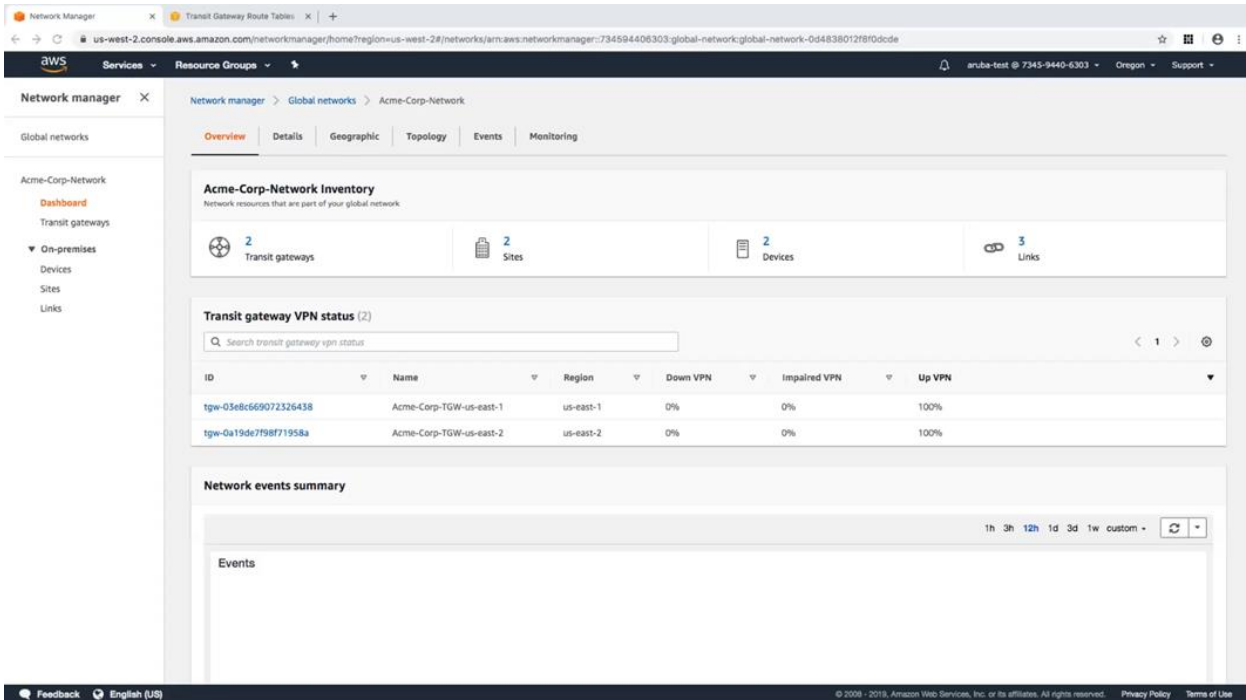 Network Manager
Transit Gateway Route Tables
us-west-2.console.aws.amazon.com/networkmanager/home?region=us-west-2#/networks/arn:aws:networkmanager::734594406303:global-network:global-network-0d4838012f8f0dcde
aws Services Resource Groups aruba-test @ 7345-9440-6303 Oregon Support
Network manager
Global networks
Acme-Corp-Network
Dashboard
Transit gateways
On-premises
Devices
Sites
Links
Network manager > Global networks > Acme-Corp-Network
Overview Details Geographic Topology Events Monitoring
Acme-Corp-Network Inventory
Network resources that are part of your global network
2 Transit gateways
2 Sites
2 Devices
3 Links
Transit gateway VPN status (2)
Search transit gateway vpn status
< 1 >
ID Name Region Down VPN Impaired VPN Up VPN
tgw-03e8c669072326438 Acme-Corp-TGW-us-east-1 us-east-1 0% 0% 100%
tgw-0a19de7f98f71958a Acme-Corp-TGW-us-east-2 us-east-2 0% 0% 100%
Network events summary
1h 3h 12h 1d 3d 1w custom
Events
Feedback English (US) © 2008 - 2019, Amazon Web Services, Inc. or its affiliates. All rights reserved. Privacy Policy Terms of Use